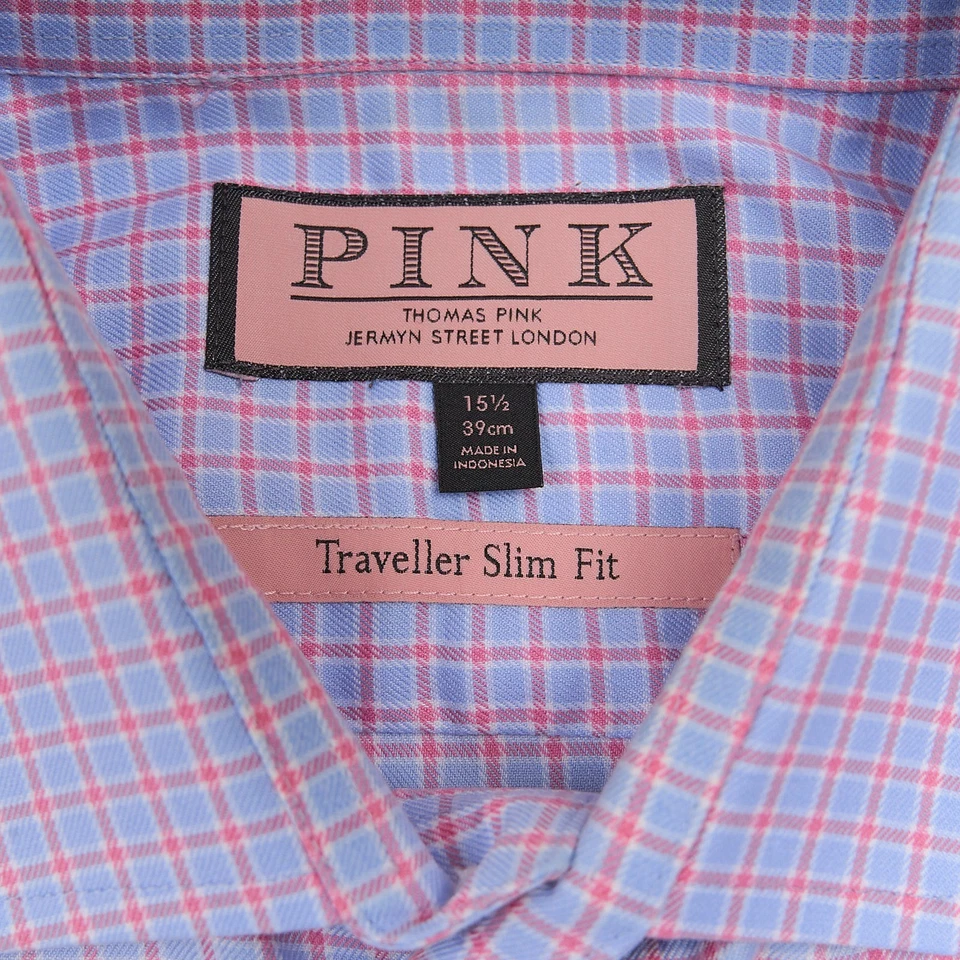 PINK
THOMAS PINK
JERMYN STREET LONDON
15½
39cm
MADE IN
INDONESIA
Traveller Slim Fit